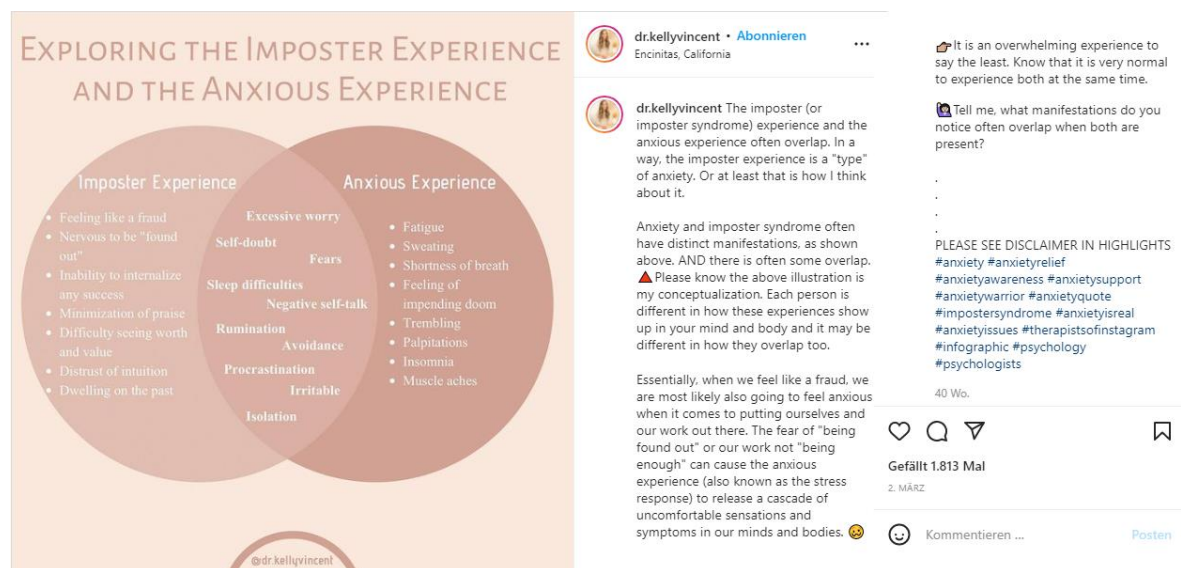 EXPLORING THE IMPOSTER EXPERIENCE
AND THE ANXIOUS EXPERIENCE
Imposter Experience
• Feeling like a fraud
• Nervous to be "found
out"
• Inability to internalize
any success
• Minimization of praise
• Difficulty seeing worth
and value
• Distrust of intuition
• Dwelling on the past
Excessive worry
Self-doubt
Fears
Sleep difficulties
Negative self-talk
Rumination
Avoidance
Procrastination
Irritable
Isolation
Anxious Experience
• Fatigue
• Sweating
• Shortness of breath
• Feeling of
impending doom
• Trembling
• Palpitations
• Insomnia
• Muscle aches
@dr.kellyvincent
dr.kellyvincent • Abonnieren
Encinitas, California
dr.kellyvincent The imposter (or
imposter syndrome) experience and the
anxious experience often overlap. In a
way, the imposter experience is a "type"
of anxiety. Or at least that is how I think
about it.
Anxiety and imposter syndrome often
have distinct manifestations, as shown
above. AND there is often some overlap.
🔺Please know the above illustration is
my conceptualization. Each person is
different in how these experiences show
up in your mind and body and it may be
different in how they overlap too.
Essentially, when we feel like a fraud, we
are most likely also going to feel anxious
when it comes to putting ourselves and
our work out there. The fear of "being
found out" or our work not "being
enough" can cause the anxious
experience (also known as the stress
response) to release a cascade of
uncomfortable sensations and
symptoms in our minds and bodies. 🥴
👉🏽It is an overwhelming experience to
say the least. Know that it is very normal
to experience both at the same time.
🙋🏻‍♀️Tell me, what manifestations do you
notice often overlap when both are
present?
.
.
.
.
PLEASE SEE DISCLAIMER IN HIGHLIGHTS
#anxiety #anxietyrelief
#anxietyawareness #anxietysupport
#anxietywarrior #anxietyquote
#impostersyndrome #anxietyisreal
#anxietyissues #therapistsofinstagram
#infographic #psychology
#psychologists
40 Wo.
Gefällt 1.813 Mal
2. MÄRZ
Kommentieren ...
Posten